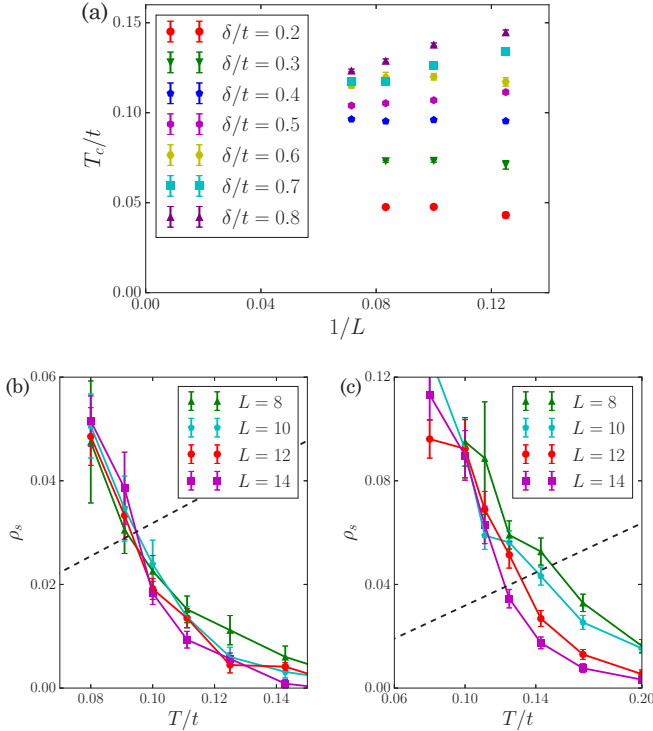 (a)
δ/t = 0.2
δ/t = 0.3
δ/t = 0.4
δ/t = 0.5
δ/t = 0.6
δ/t = 0.7
δ/t = 0.8
T_c/t
0.15
0.10
0.05
0.00
0.00 0.04 0.08 0.12
1/L
(b)
L = 8
L = 10
L = 12
L = 14
ρ_s
0.06
0.04
0.02
0.00
0.08 0.10 0.12 0.14
T/t
(c)
L = 8
L = 10
L = 12
L = 14
ρ_s
0.12
0.08
0.04
0.00
0.06 0.10 0.14 0.20
T/t